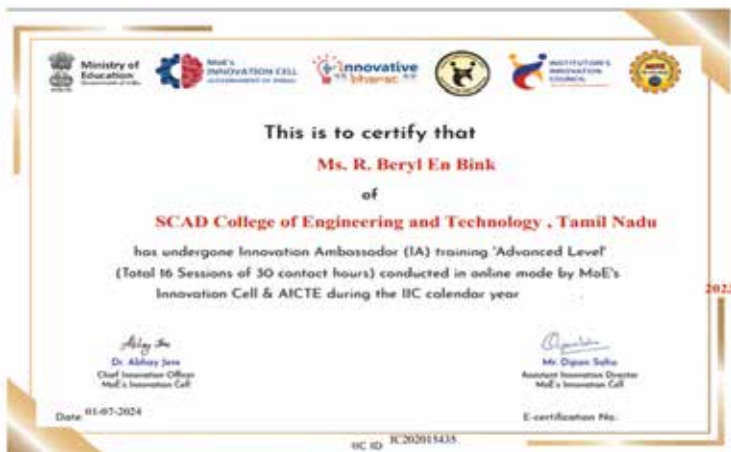 Ministry of
Education
MoE's
INNOVATION CELL
GOVERNMENT OF INDIA
innovative
bharat
INSTITUTION'S
INNOVATION
COUNCIL
This is to certify that
Ms. R. Beryl En Bink
of
SCAD College of Engineering and Technology , Tamil Nadu
has undergone Innovation Ambassador (IA) training 'Advanced Level'
(Total 16 Sessions of 30 contact hours) conducted in online mode by MoE's
Innovation Cell & AICTE during the IIC calendar year
Dr. Abhay Jere
Chief Innovation Officer
MoE's Innovation Cell
Mr. Dipan Sahu
Assistant Innovation Director
MoE's Innovation Cell
Date: 01-07-2024
E-certification No.:
IIC ID IC202015435